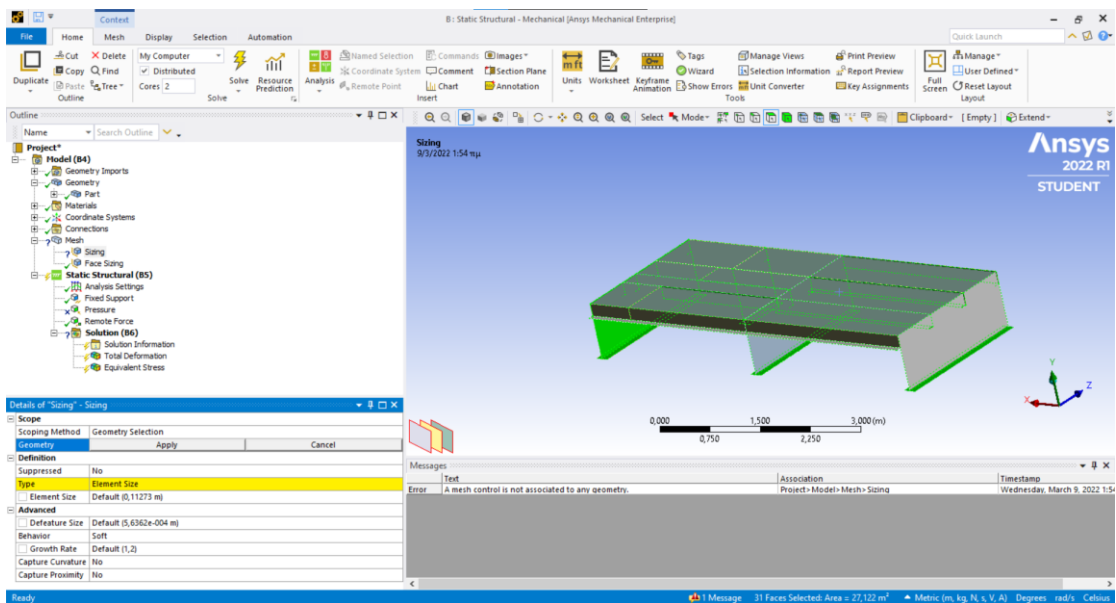 Context
B : Static Structural - Mechanical [Ansys Mechanical Enterprise]
File Home Mesh Display Selection Automation
Quick Launch
Duplicate
Cut
Copy
Paste
Delete
Find
Tree
Outline
My Computer
Distributed
Cores 2
Solve
Resource Prediction
Solve
Analysis
Named Selection
Coordinate System
Remote Point
Commands
Comment
Chart
Images
Section Plane
Annotation
Insert
Units
Worksheet
Keyframe Animation
Tags
Wizard
Show Errors
Manage Views
Selection Information
Unit Converter
Print Preview
Report Preview
Key Assignments
Tools
Full Screen
Manage
User Defined
Reset Layout
Layout
Outline
Name Search Outline
Select Mode Clipboard [ Empty ] Extend
Project*
Model (B4)
Geometry Imports
Geometry
Part
Materials
Coordinate Systems
Connections
Mesh
Sizing
Face Sizing
Static Structural (B5)
Analysis Settings
Fixed Support
Pressure
Remote Force
Solution (B6)
Solution Information
Total Deformation
Equivalent Stress
Sizing
9/3/2022 1:54 πμ
Ansys
2022 R1
STUDENT
Y
Z
X
0,000 1,500 3,000 (m)
0,750 2,250
Details of "Sizing" - Sizing
Scope
Scoping Method Geometry Selection
Geometry Apply Cancel
Definition
Suppressed No
Type Element Size
Element Size Default (0,11273 m)
Advanced
Defeature Size Default (5,6362e-004 m)
Behavior Soft
Growth Rate Default (1,2)
Capture Curvature No
Capture Proximity No
Messages
Text Association Timestamp
Error A mesh control is not associated to any geometry. Project>Model>Mesh>Sizing Wednesday, March 9, 2022 1:54
Ready
1 Message 31 Faces Selected: Area = 27,122 m² Metric (m, kg, N, s, V, A) Degrees rad/s Celsius